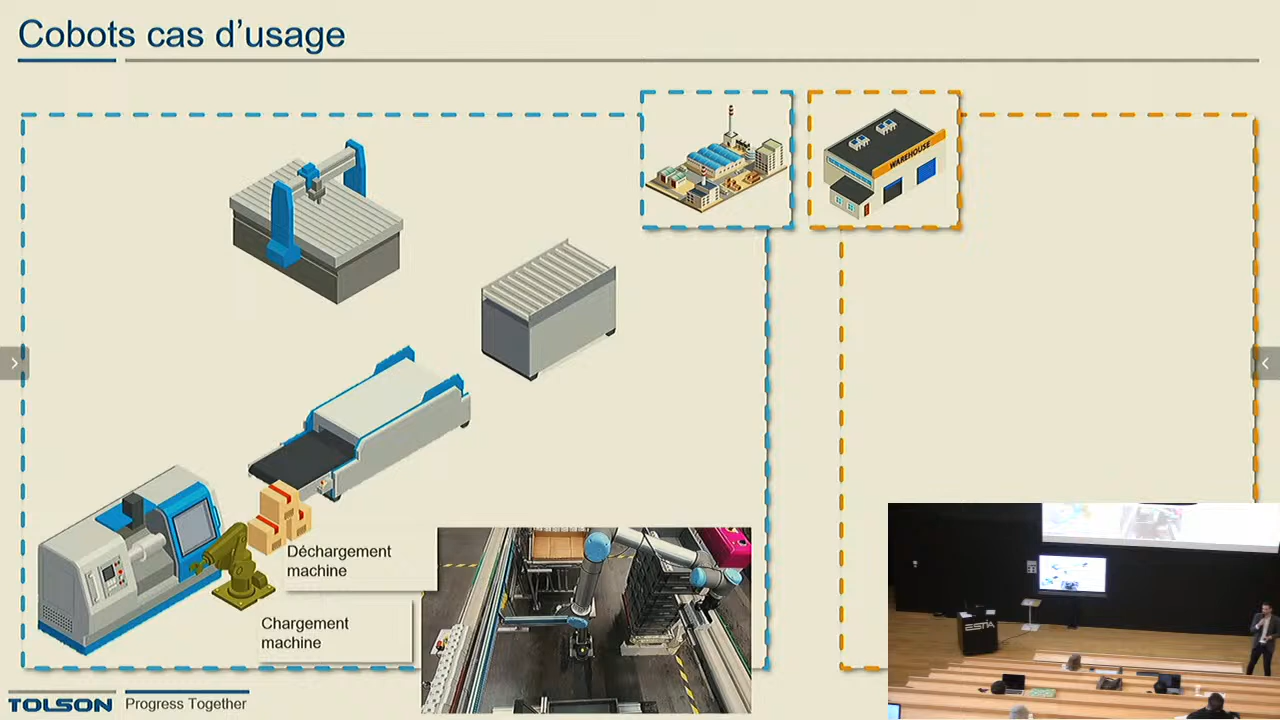 Cobots cas d'usage
WAREHOUSE
Déchargement
machine
Chargement
machine
ESTIA
TOLSON
Progress Together